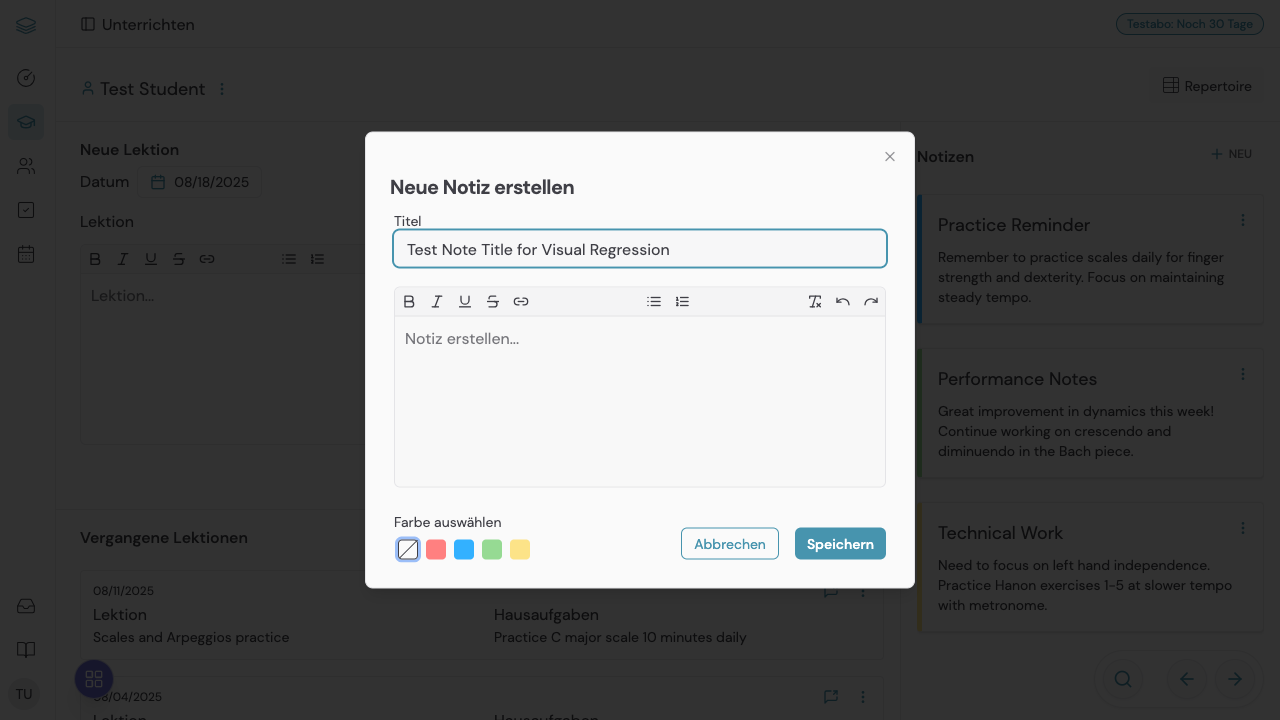 Unterrichten
Testabo: Noch 30 Tage
Test Student
Repertoire
Neue Lektion
Datum
08/18/2025
Lektion
Lektion...
Neue Notiz erstellen
Titel
Test Note Title for Visual Regression
Notiz erstellen...
Farbe auswählen
Abbrechen
Speichern
Notizen
NEU
Practice Reminder
Remember to practice scales daily for finger
strength and dexterity. Focus on maintaining
steady tempo.
Performance Notes
Great improvement in dynamics this week!
Continue working on crescendo and
diminuendo in the Bach piece.
Technical Work
Need to focus on left hand independence.
Practice Hanon exercises 1-5 at slower tempo
with metronome.
Vergangene Lektionen
08/11/2025
Lektion
Hausaufgaben
Scales and Arpeggios practice
Practice C major scale 10 minutes daily
08/04/2025
Lektion
Hausaufgaben
TU